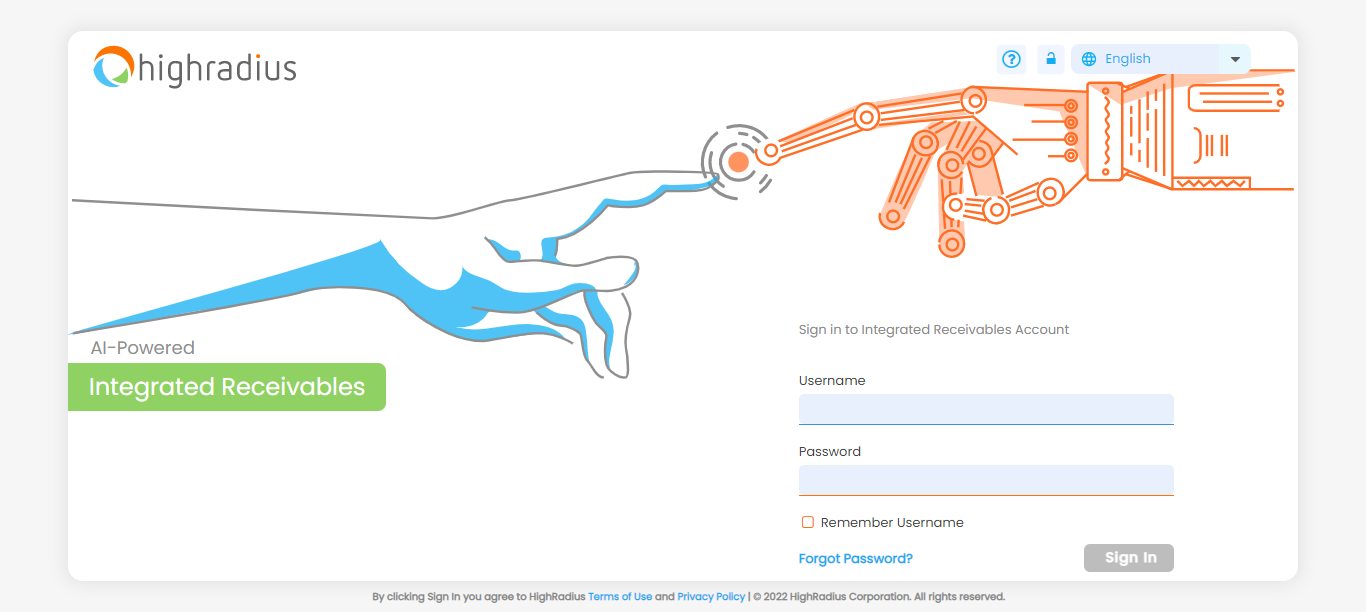 highradius
?
English
AI-Powered
Integrated Receivables
Sign in to Integrated Receivables Account
Username
Password
Remember Username
Forgot Password?
Sign In
By clicking Sign In you agree to HighRadius Terms of Use and Privacy Policy | © 2022 HighRadius Corporation. All rights reserved.